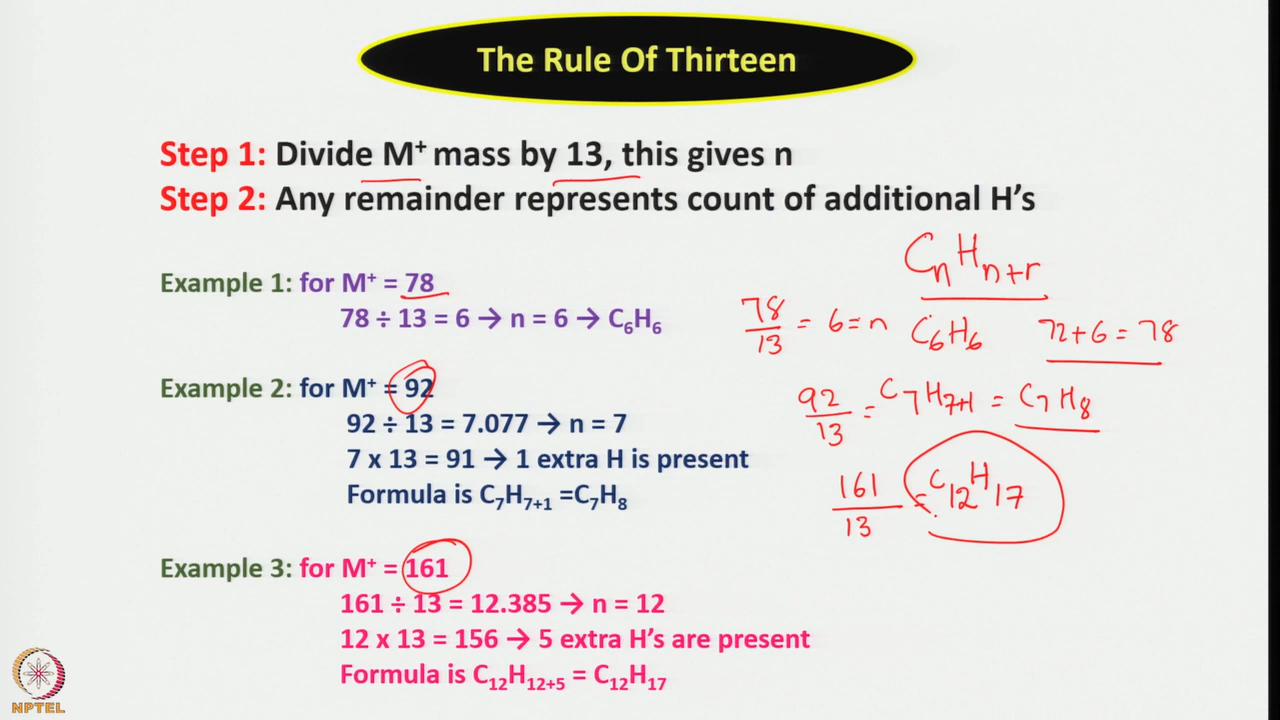 The Rule Of Thirteen
Step 1: Divide M⁺ mass by 13, this gives n
Step 2: Any remainder represents count of additional H's
CₙHₙ₊ᵣ
Example 1: for M⁺ = 78
78 ÷ 13 = 6 → n = 6 → C₆H₆
78/13 = 6 = n C₆H₆ 72+6 = 78
Example 2: for M⁺ = 92
92 ÷ 13 = 7.077 → n = 7
7 x 13 = 91 → 1 extra H is present
Formula is C₇H₇₊₁ =C₇H₈
92/13 = C₇H₇₊₁ = C₇H₈
161/13 = C₁₂H₁₇
Example 3: for M⁺ = 161
161 ÷ 13 = 12.385 → n = 12
12 x 13 = 156 → 5 extra H's are present
Formula is C₁₂H₁₂₊₅ = C₁₂H₁₇
NPTEL